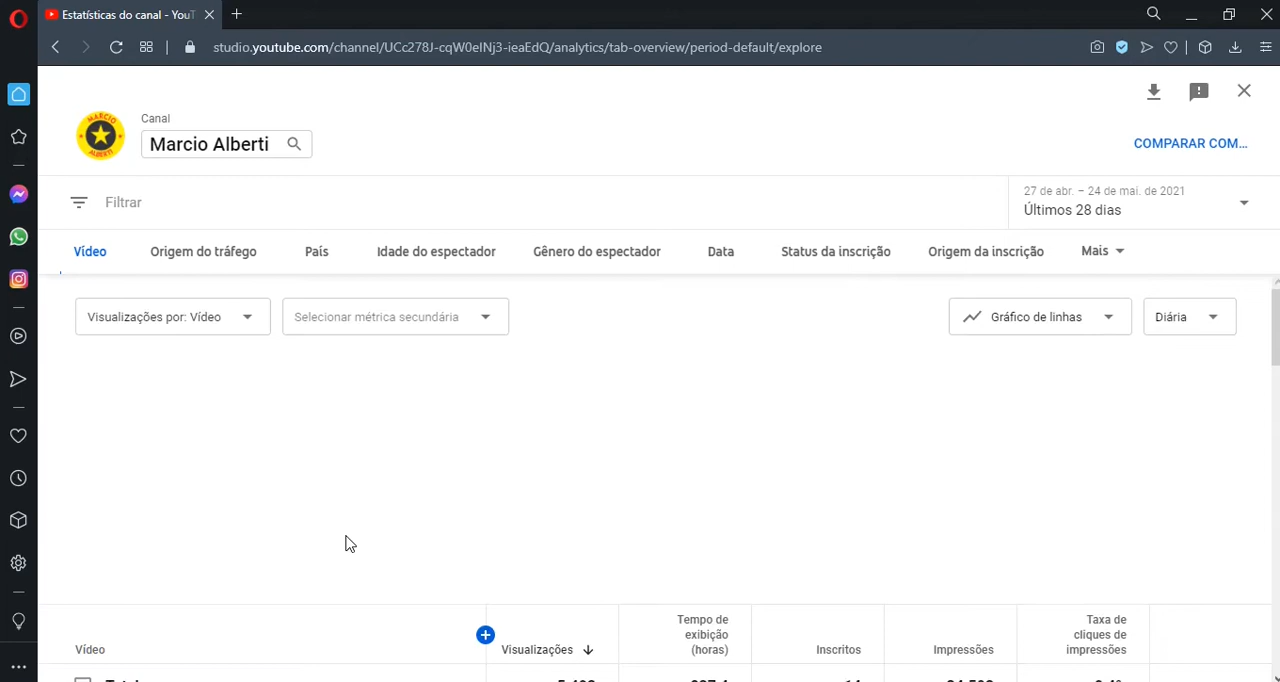 Estatísticas do canal - YouT
studio.youtube.com/channel/UCc278J-cqW0eINj3-ieaEdQ/analytics/tab-overview/period-default/explore
MARCIO
ALBERTI
Canal
Marcio Alberti
COMPARAR COM...
Filtrar
27 de abr. – 24 de mai. de 2021
Últimos 28 dias
Vídeo Origem do tráfego País Idade do espectador Gênero do espectador Data Status da inscrição Origem da inscrição Mais
Visualizações por: Vídeo Selecionar métrica secundária Gráfico de linhas Diária
Vídeo Visualizações Tempo de exibição (horas) Inscritos Impressões Taxa de cliques de impressões